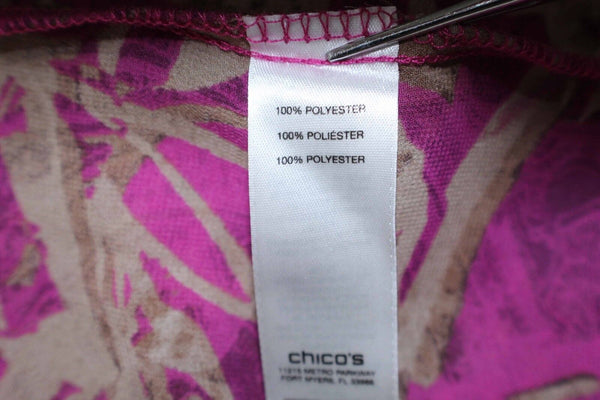 100% POLYESTER
100% POLIÉSTER
100% POLYESTER
chico's
11215 METRO PARKWAY
FORT MYERS, FL 33966